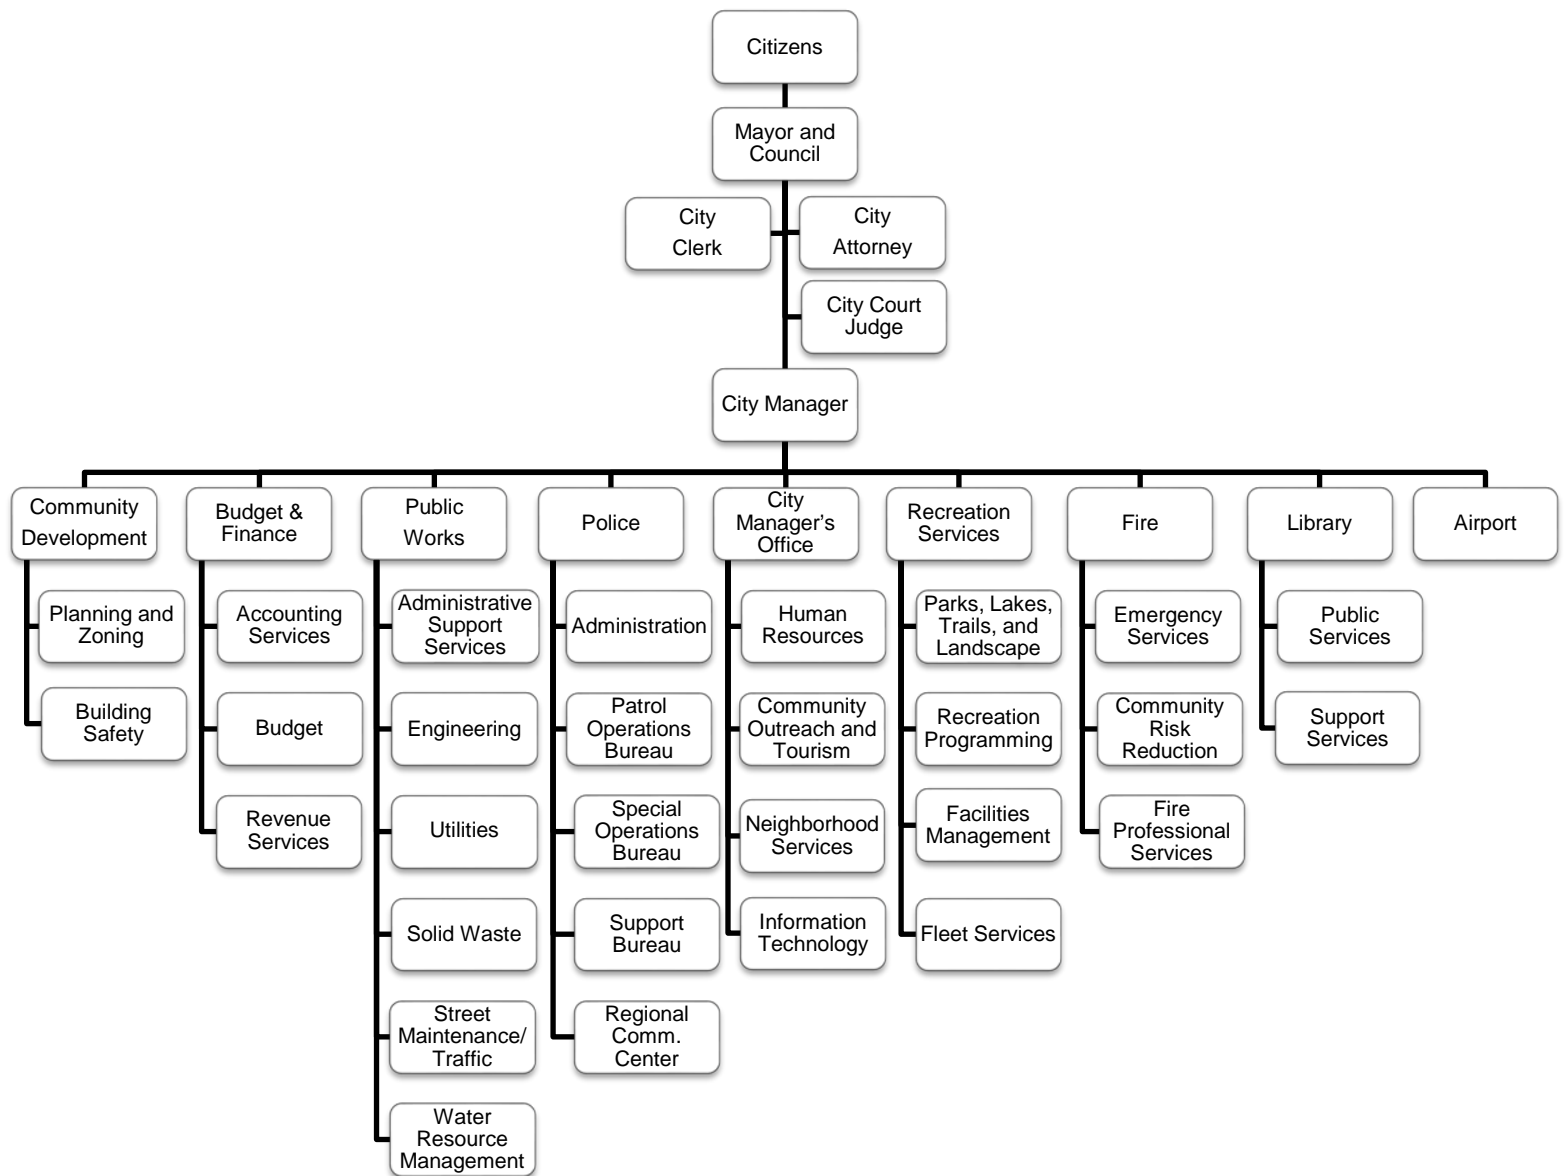 Citizens
Mayor and
Council
City
Clerk
City
Attorney
City Court
Judge
City Manager
Community
Development
Planning and
Zoning
Building
Safety
Budget &
Finance
Accounting
Services
Budget
Revenue
Services
Public
Works
Administrative
Support
Services
Engineering
Utilities
Solid Waste
Street
Maintenance/
Traffic
Water
Resource
Management
Police
Administration
Patrol
Operations
Bureau
Special
Operations
Bureau
Support
Bureau
Regional
Comm.
Center
City
Manager’s
Office
Human
Resources
Community
Outreach and
Tourism
Neighborhood
Services
Information
Technology
Recreation
Services
Parks, Lakes,
Trails, and
Landscape
Recreation
Programming
Facilities
Management
Fleet Services
Fire
Emergency
Services
Community
Risk
Reduction
Fire
Professional
Services
Library
Public
Services
Support
Services
Airport